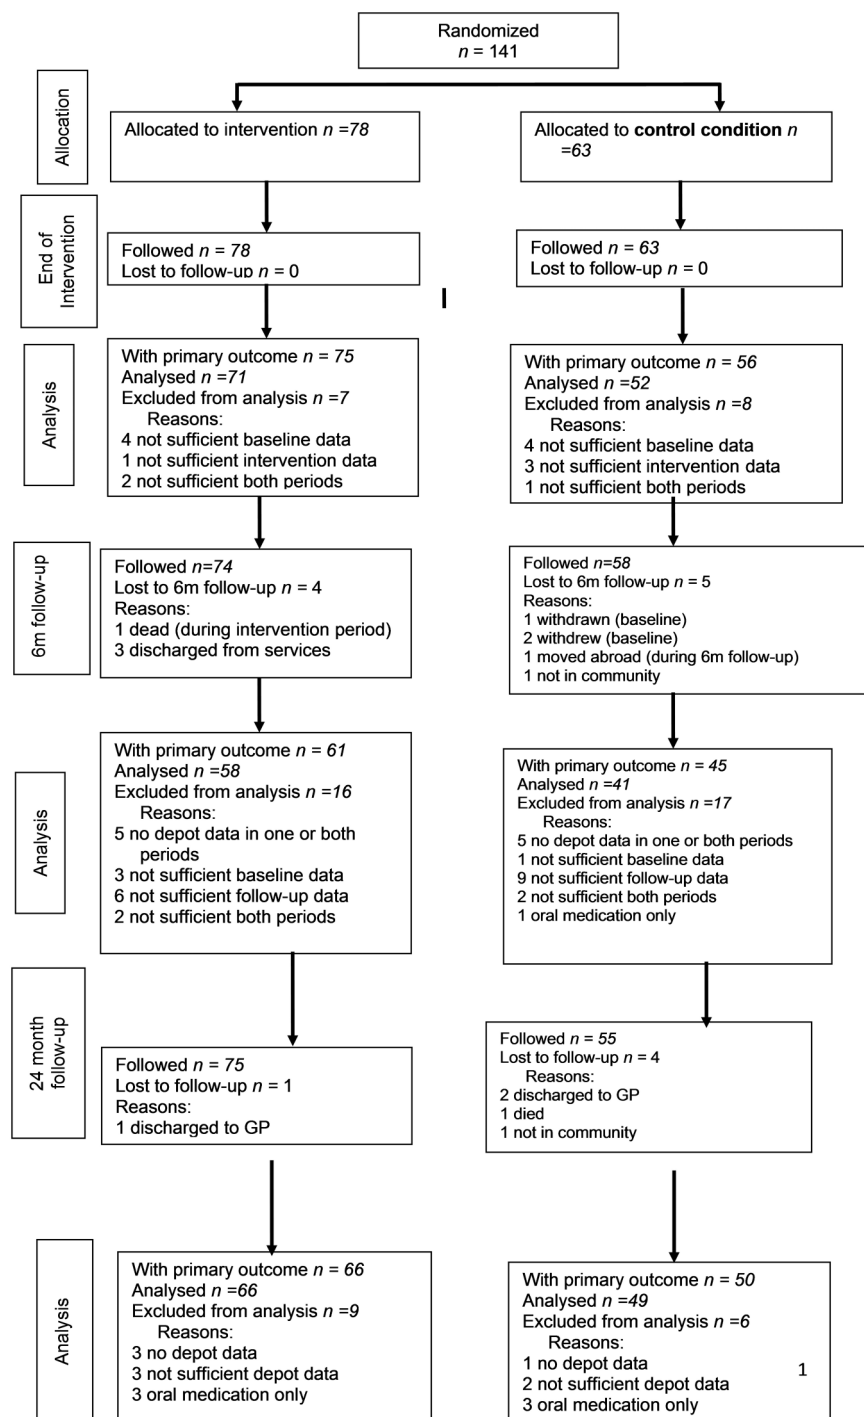 Randomized
n = 141
Allocation
Allocated to intervention n =78
Allocated to control condition n
=63
End of
Intervention
Followed n = 78
Lost to follow-up n = 0
Followed n = 63
Lost to follow-up n = 0
Analysis
With primary outcome n = 75
Analysed n =71
Excluded from analysis n =7
Reasons:
4 not sufficient baseline data
1 not sufficient intervention data
2 not sufficient both periods
With primary outcome n = 56
Analysed n =52
Excluded from analysis n =8
Reasons:
4 not sufficient baseline data
3 not sufficient intervention data
1 not sufficient both periods
6m follow-up
Followed n=74
Lost to 6m follow-up n = 4
Reasons:
1 dead (during intervention period)
3 discharged from services
Followed n=58
Lost to 6m follow-up n = 5
Reasons:
1 withdrawn (baseline)
2 withdrew (baseline)
1 moved abroad (during 6m follow-up)
1 not in community
Analysis
With primary outcome n = 61
Analysed n =58
Excluded from analysis n =16
Reasons:
5 no depot data in one or both
periods
3 not sufficient baseline data
6 not sufficient follow-up data
2 not sufficient both periods
With primary outcome n = 45
Analysed n =41
Excluded from analysis n =17
Reasons:
5 no depot data in one or both periods
1 not sufficient baseline data
9 not sufficient follow-up data
2 not sufficient both periods
1 oral medication only
24 month
follow-up
Followed n = 75
Lost to follow-up n = 1
Reasons:
1 discharged to GP
Followed n = 55
Lost to follow-up n = 4
Reasons:
2 discharged to GP
1 died
1 not in community
Analysis
With primary outcome n = 66
Analysed n =66
Excluded from analysis n =9
Reasons:
3 no depot data
3 not sufficient depot data
3 oral medication only
With primary outcome n = 50
Analysed n =49
Excluded from analysis n =6
Reasons:
1 no depot data
2 not sufficient depot data
3 oral medication only
1